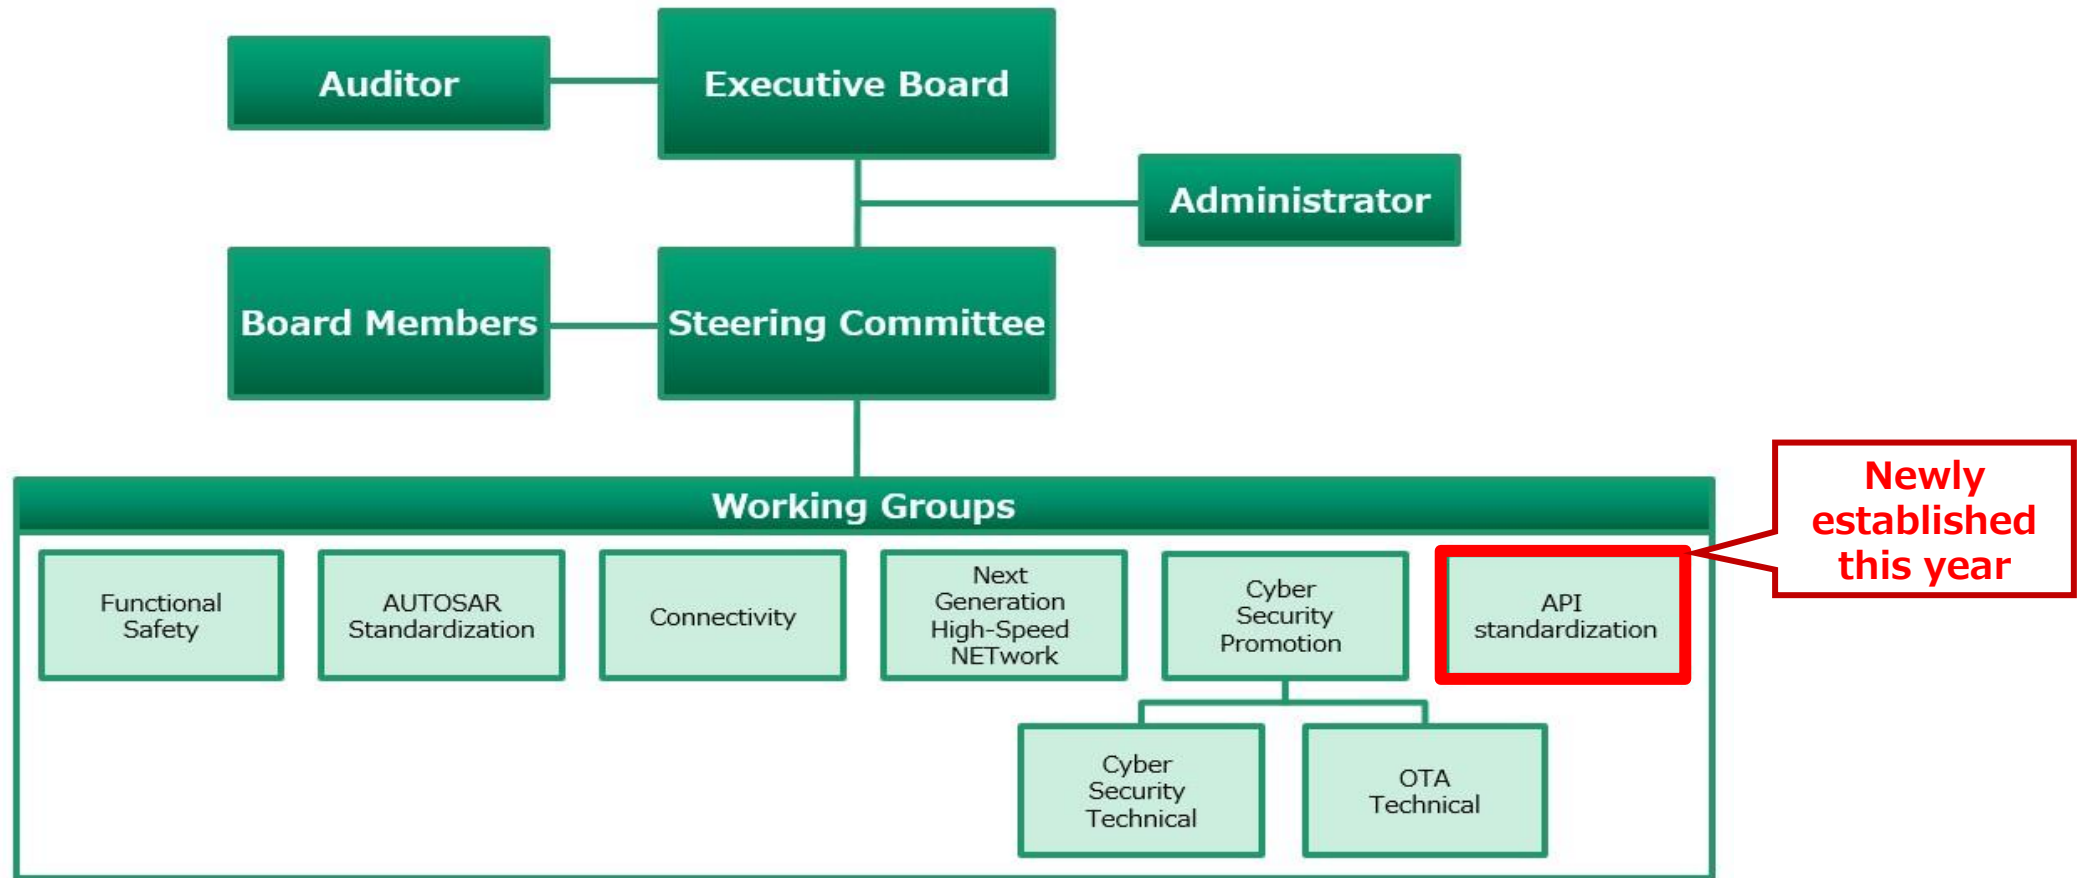 Auditor
Executive Board
Administrator
Board Members
Steering Committee
Working Groups
Newly
established
this year
Functional
Safety
AUTOSAR
Standardization
Connectivity
Next
Generation
High-Speed
NETwork
Cyber
Security
Promotion
API
standardization
Cyber
Security
Technical
OTA
Technical